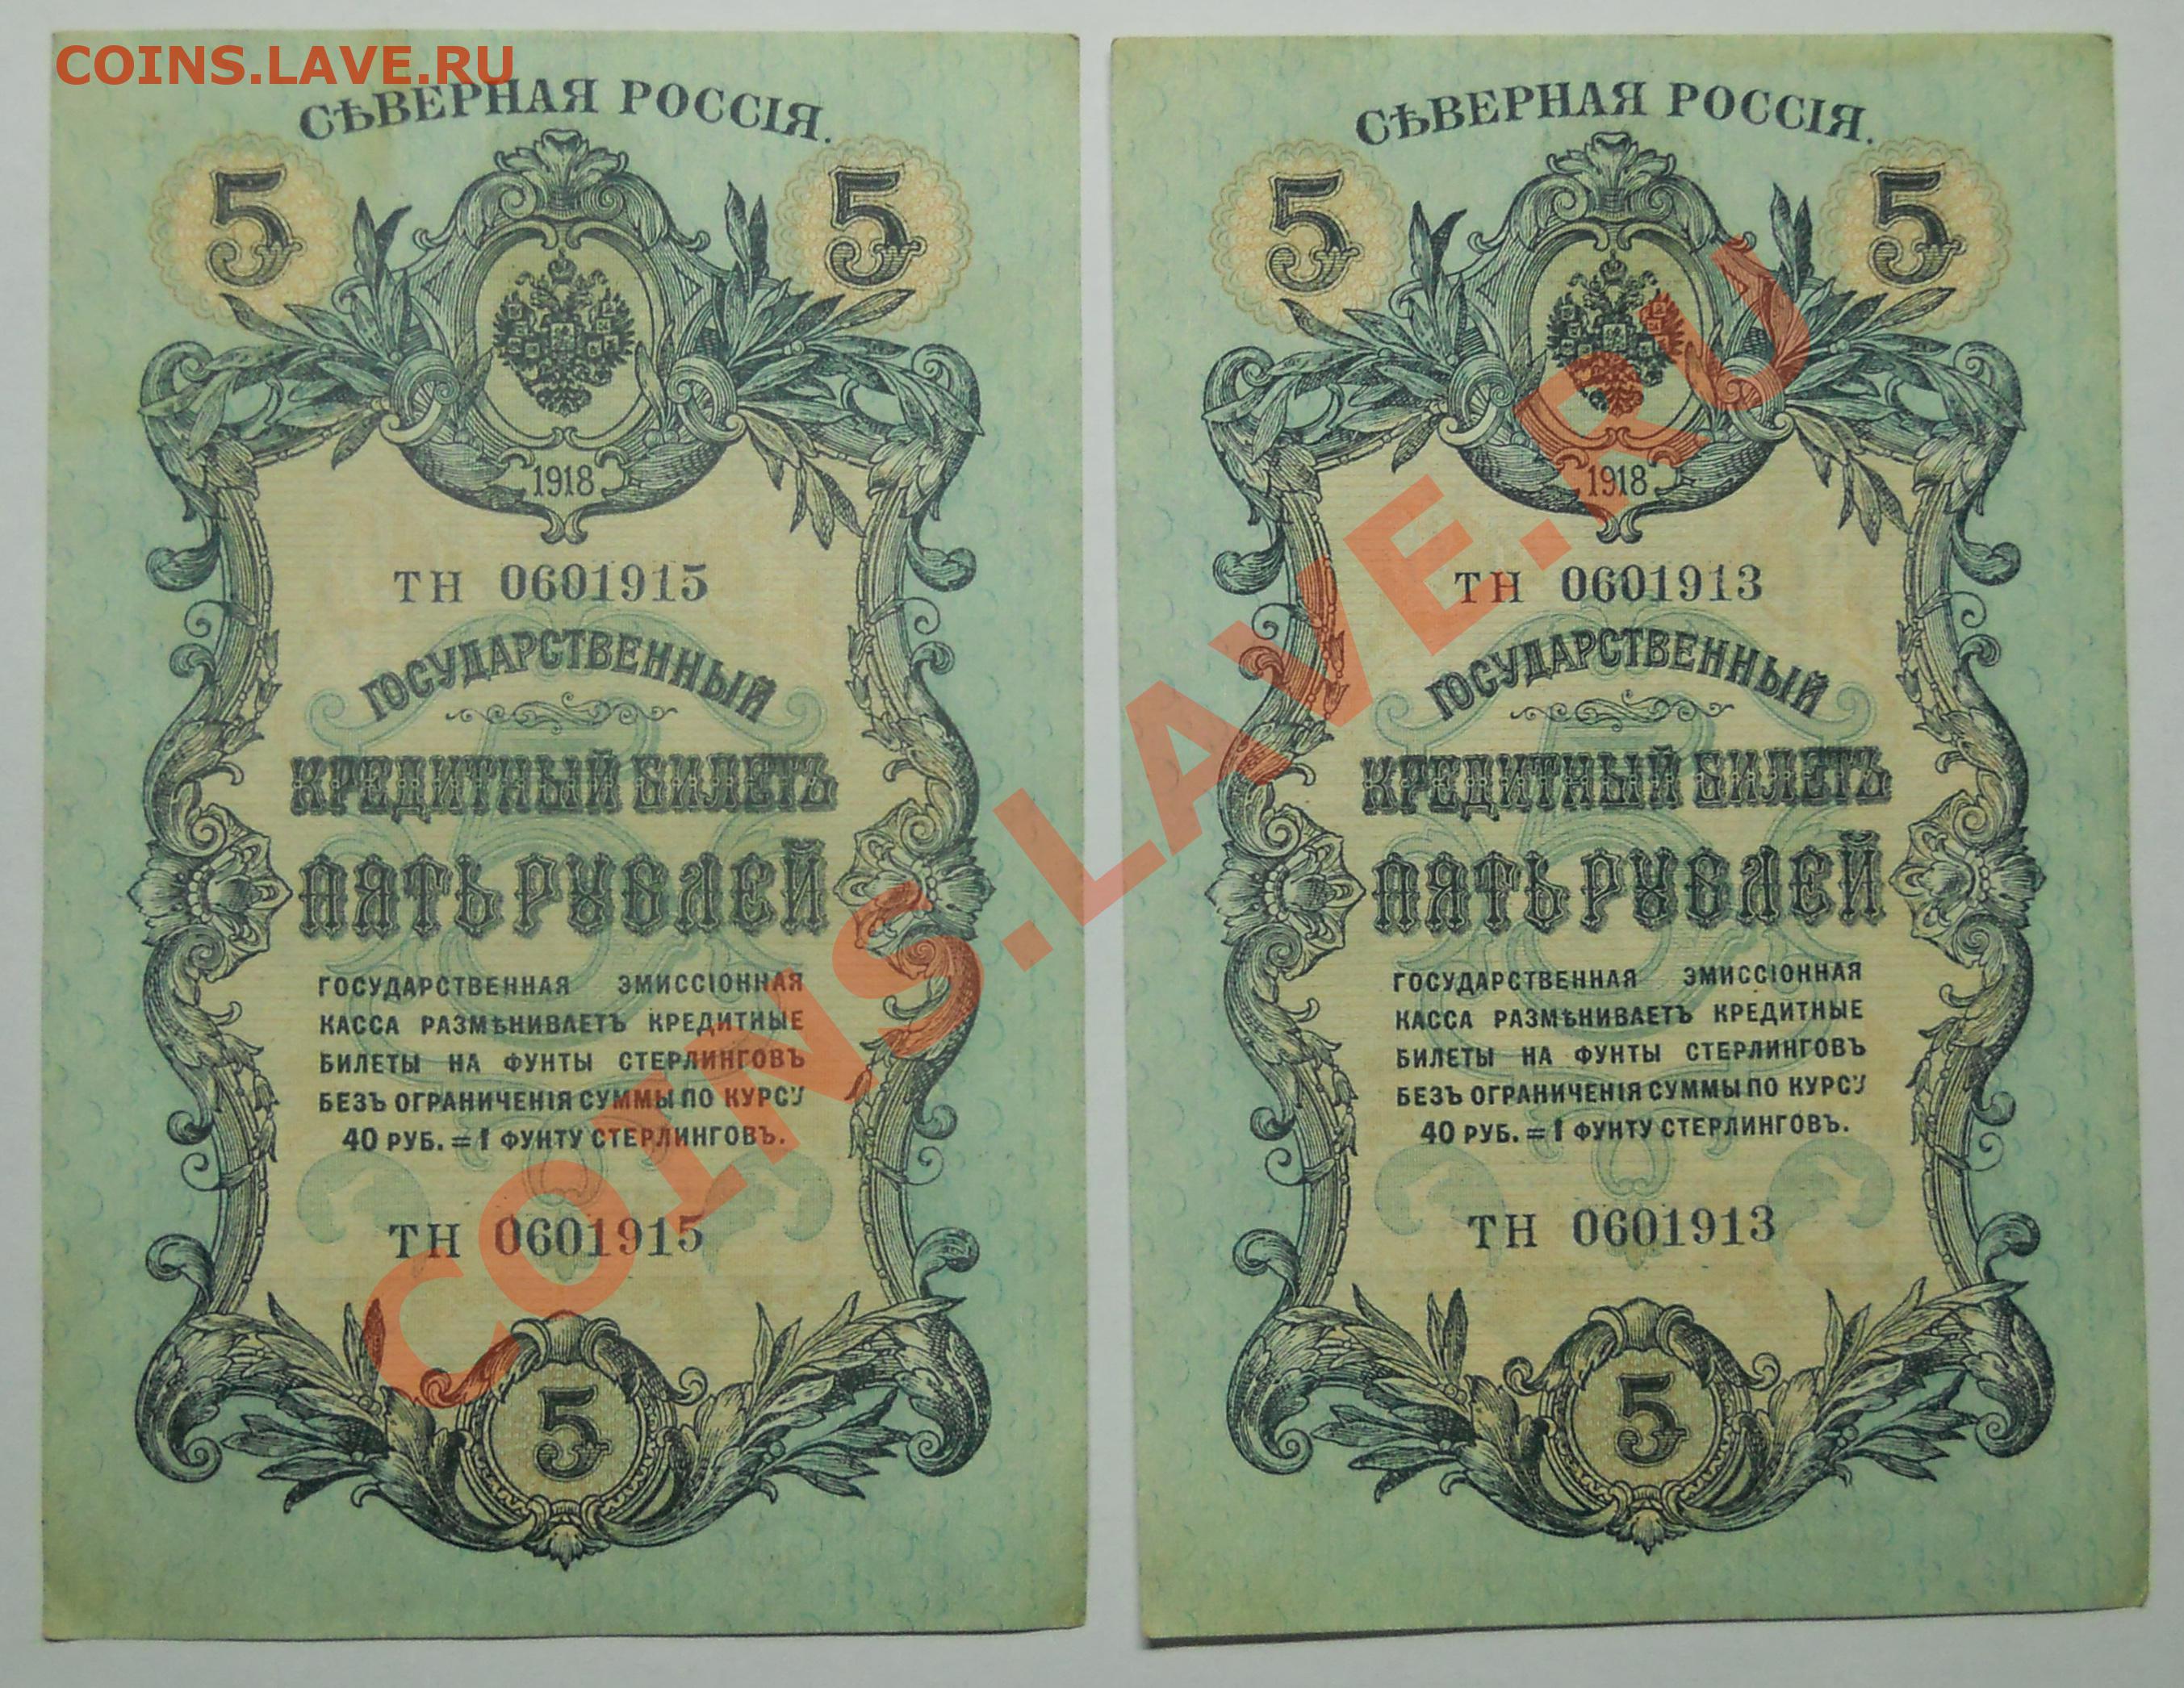 COINS.LAVE.RU
СѢВЕРНАЯ РОССІЯ.
5 5
1918
ТН 0601915
ГОСУДАРСТВЕННЫЙ
КРЕДИТНЫЙ БИЛЕТЪ
ПЯТЬ РУБЛЕЙ
ГОСУДАРСТВЕННАЯ ЭМИССІОННАЯ
КАССА РАЗМѢНИВАЕТЪ КРЕДИТНЫЕ
БИЛЕТЫ НА ФУНТЫ СТЕРЛИНГОВЪ
БЕЗЪ ОГРАНИЧЕНІЯ СУММЫ ПО КУРСУ
40 РУБ. = 1 ФУНТУ СТЕРЛИНГОВЪ.
ТН 0601915
5
СѢВЕРНАЯ РОССІЯ.
5 5
1918
ТН 0601913
ГОСУДАРСТВЕННЫЙ
КРЕДИТНЫЙ БИЛЕТЪ
ПЯТЬ РУБЛЕЙ
ГОСУДАРСТВЕННАЯ ЭМИССІОННАЯ
КАССА РАЗМѢНИВАЕТЪ КРЕДИТНЫЕ
БИЛЕТЫ НА ФУНТЫ СТЕРЛИНГОВЪ
БЕЗЪ ОГРАНИЧЕНІЯ СУММЫ ПО КУРСУ
40 РУБ. = 1 ФУНТУ СТЕРЛИНГОВЪ.
ТН 0601913
5
COINS.LAVE.RU